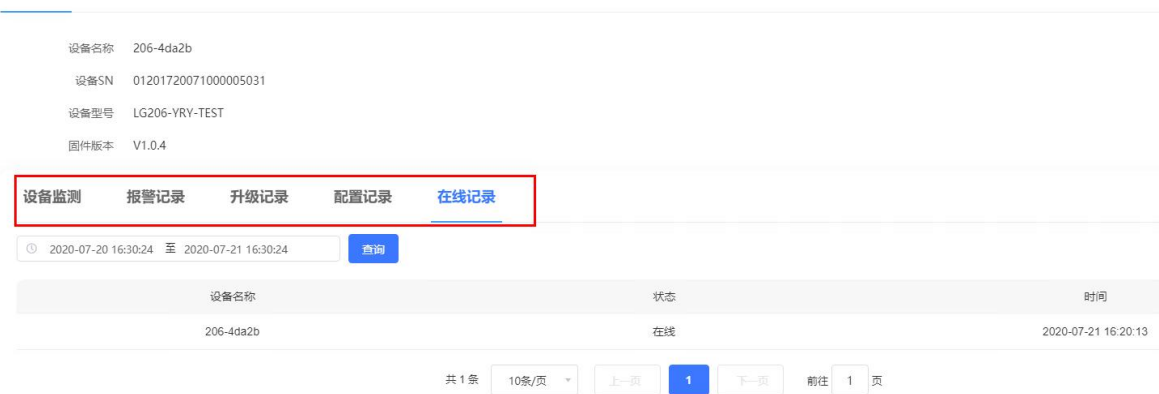 设备名称 206-4da2b
设备SN 01201720071000005031
设备型号 LG206-YRY-TEST
固件版本 V1.0.4
设备监测 报警记录 升级记录 配置记录 在线记录
2020-07-20 16:30:24 至 2020-07-21 16:30:24 查询
设备名称 状态 时间
206-4da2b 在线 2020-07-21 16:20:13
共 1 条 10条/页 上一页 1 下一页 前往 1 页